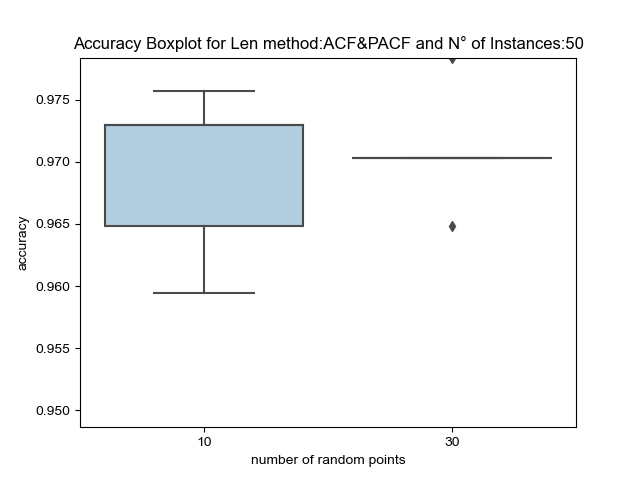 Accuracy Boxplot for Len method:ACF&PACF and N° of Instances:50
0.975
0.970
0.965
0.960
0.955
0.950
accuracy
10
30
number of random points